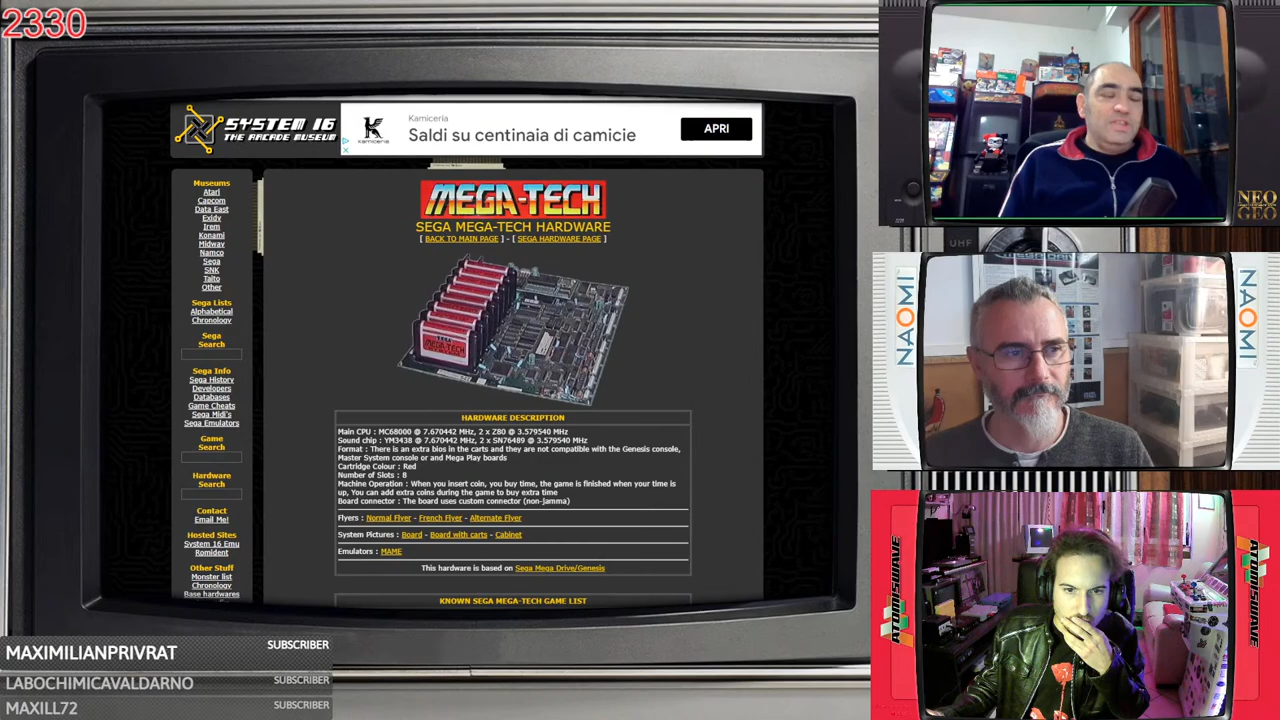 2330
SYSTEM 16
THE ARCADE MUSEUM
Kamiceria
Saldi su centinaia di camicie
APRI
KAMICERIA
Museums
Atari
Capcom
Data East
Exidy
Irem
Konami
Midway
Namco
Sega
SNK
Taito
Other
Sega Lists
Alphabetical
Chronology
Sega
Search
Sega Info
Sega History
Developers
Databases
Game Cheats
Sega Midi's
Sega Emulators
Game
Search
Hardware
Search
Contact
Email Me!
Hosted Sites
System 16 Emu
Romident
Other Stuff
Monster list
Chronology
Base hardwares
MEGA-TECH
SEGA MEGA-TECH HARDWARE
[ BACK TO MAIN PAGE ] - [ SEGA HARDWARE PAGE ]
SEGA
MEGA-TECH
HARDWARE DESCRIPTION
Main CPU : MC68000 @ 7.670442 MHz, 2 x Z80 @ 3.579540 MHz
Sound chip : YM3438 @ 7.670442 MHz, 2 x SN76489 @ 3.579540 MHz
Format : There is an extra bios in the carts and they are not compatible with the Genesis console,
Master System console or and Mega Play boards
Cartridge Colour : Red
Number of Slots : 8
Machine Operation : When you insert coin, you buy time, the game is finished when your time is
up, You can add extra coins during the game to buy extra time
Board connector : The board uses custom connector (non-jamma)
Flyers : Normal Flyer - French Flyer - Alternate Flyer
System Pictures : Board - Board with carts - Cabinet
Emulators : MAME
This hardware is based on Sega Mega Drive/Genesis
KNOWN SEGA MEGA-TECH GAME LIST
MAXIMILIANPRIVRAT SUBSCRIBER
LABOCHIMICAVALDARNO SUBSCRIBER
MAXILL72 SUBSCRIBER
NEO
GEO
UHF
MEGA DRIVE
NAOMI
NAOMI
ATOMISWAVE
ATOMISWAVE